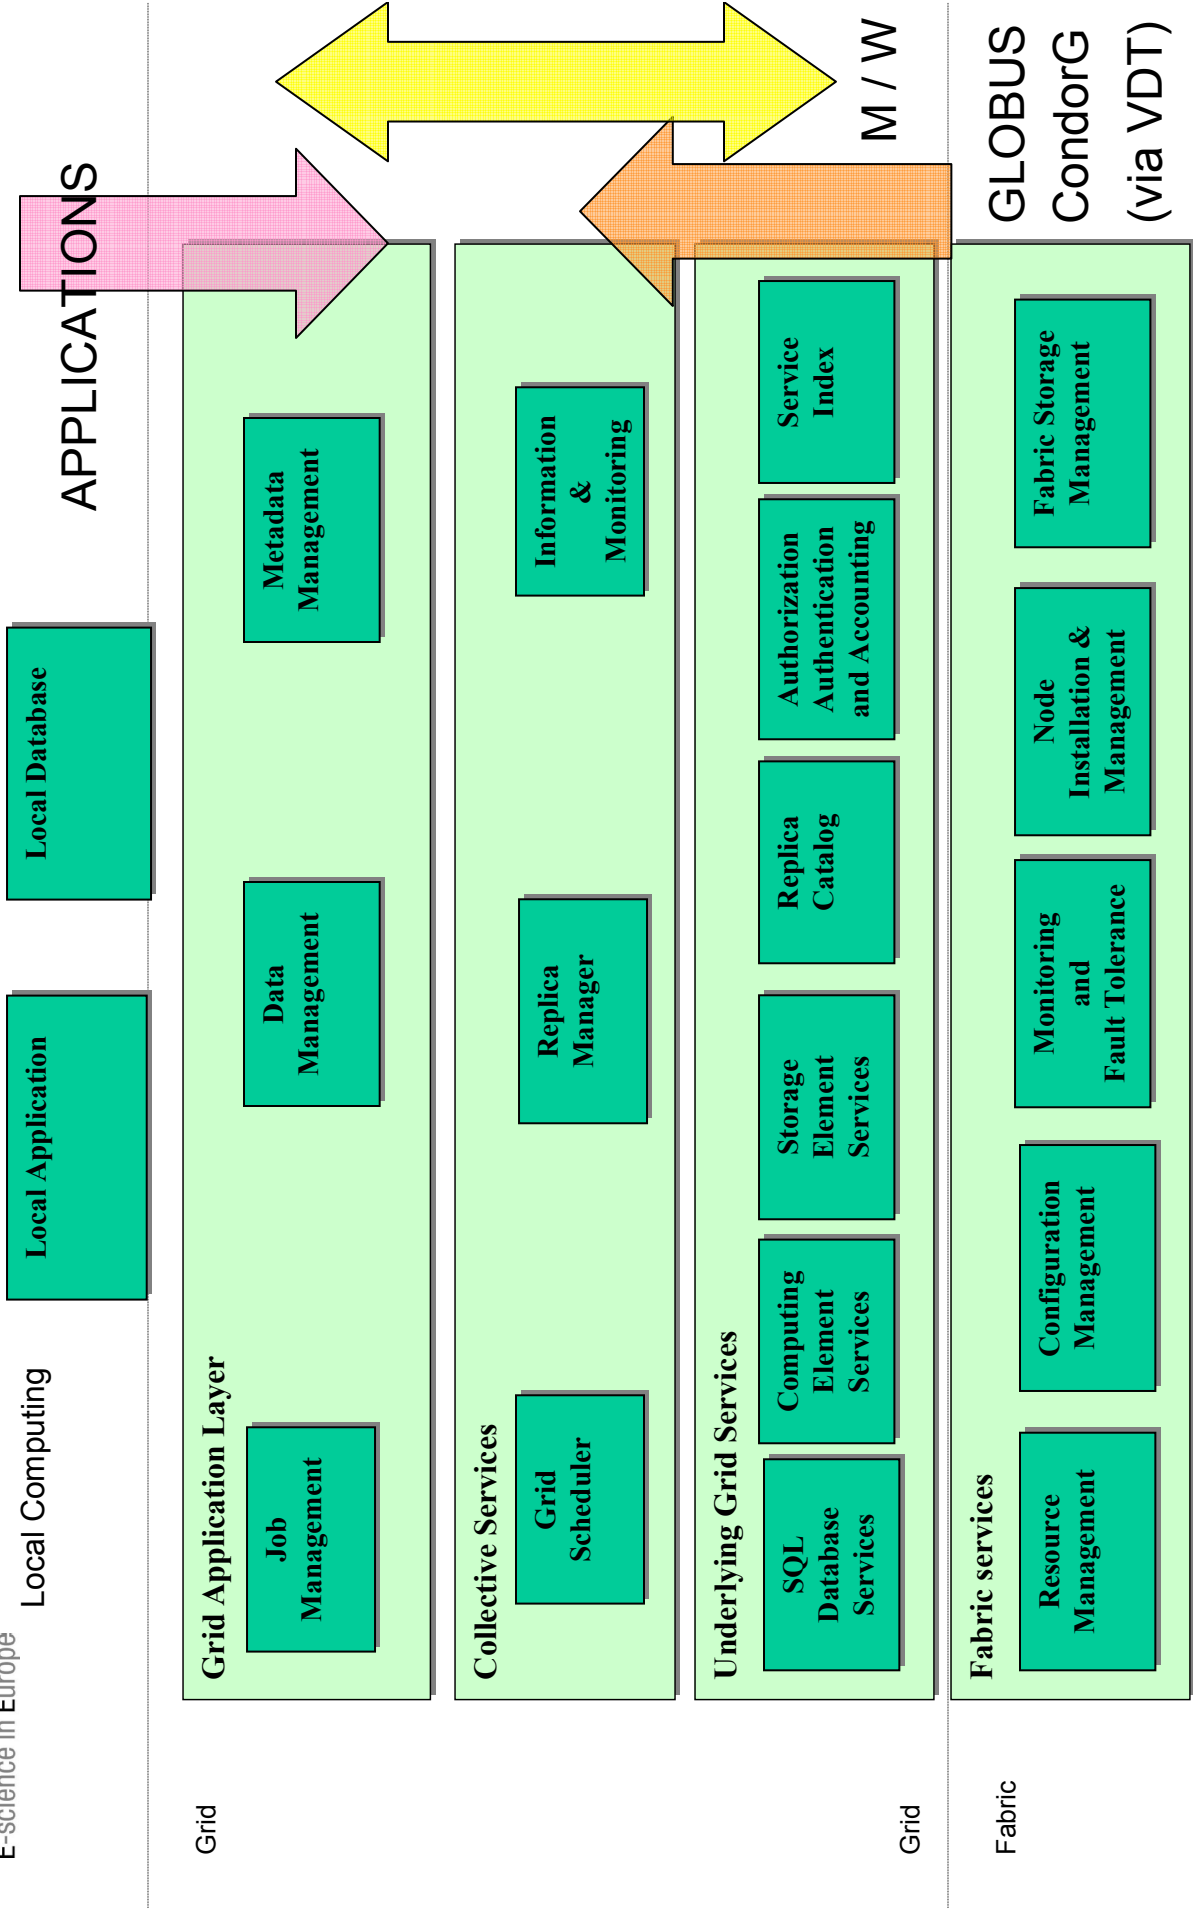 E-science in Europe
Local Computing
Local Application
Local Database
APPLICATIONS
Grid
Grid Application Layer
Job
Management
Data
Management
Metadata
Management
Collective Services
Grid
Scheduler
Replica
Manager
Information
&
Monitoring
M / W
Underlying Grid Services
SQL
Database
Services
Computing
Element
Services
Storage
Element
Services
Replica
Catalog
Authorization
Authentication
and Accounting
Service
Index
Grid
Fabric
Fabric services
Resource
Management
Configuration
Management
Monitoring
and
Fault Tolerance
Node
Installation &
Management
Fabric Storage
Management
GLOBUS
CondorG
(via VDT)